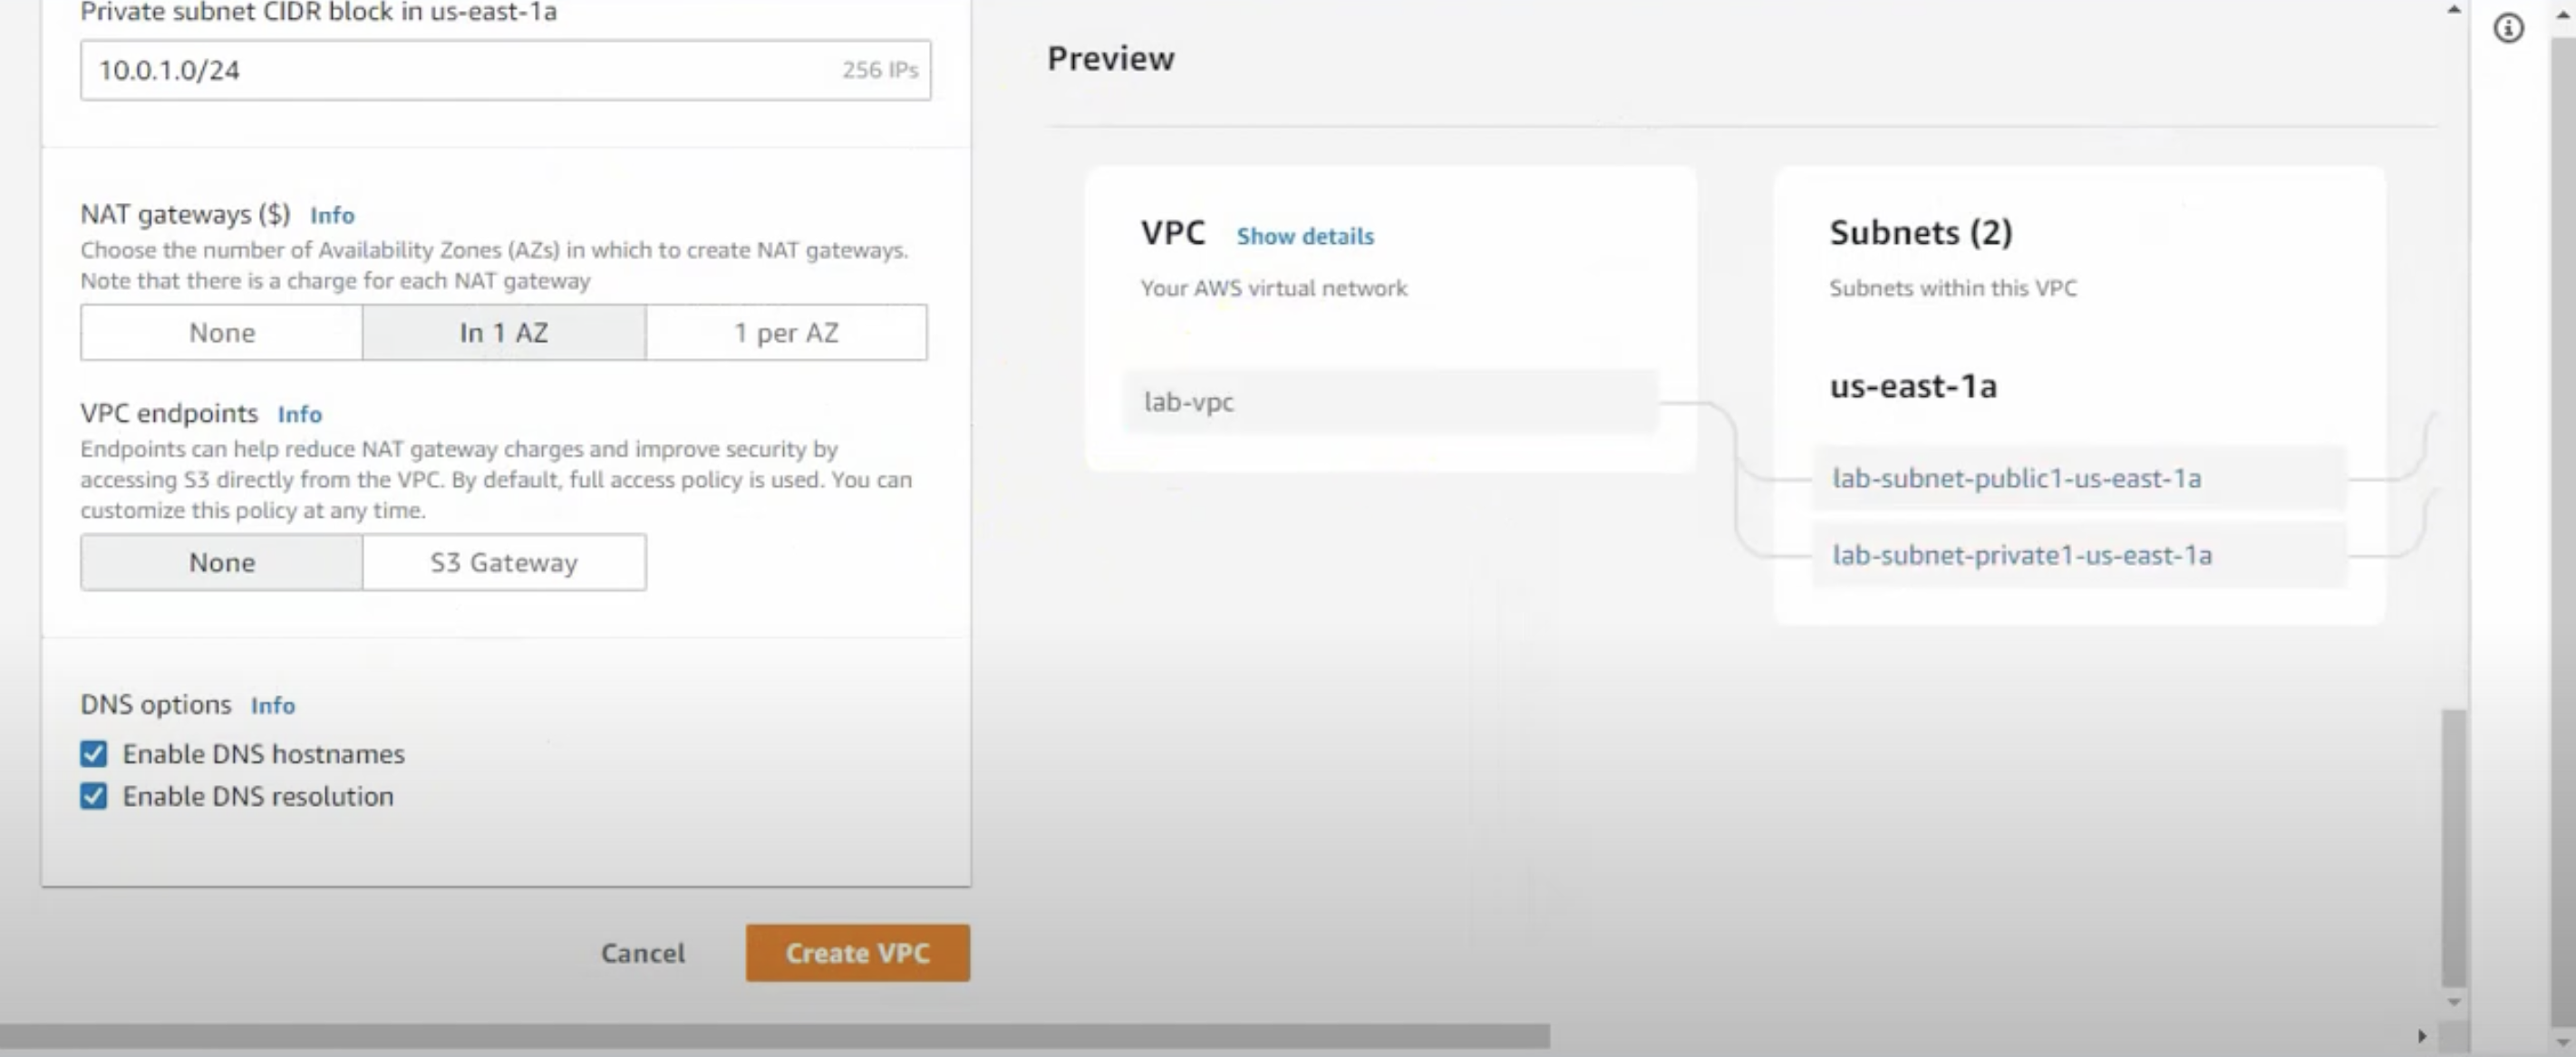 Private subnet CIDR block in us-east-1a
10.0.1.0/24
256 IPs
NAT gateways ($) Info
Choose the number of Availability Zones (AZs) in which to create NAT gateways.
Note that there is a charge for each NAT gateway
None
In 1 AZ
1 per AZ
VPC endpoints Info
Endpoints can help reduce NAT gateway charges and improve security by
accessing S3 directly from the VPC. By default, full access policy is used. You can
customize this policy at any time.
None
S3 Gateway
DNS options Info
Enable DNS hostnames
Enable DNS resolution
Cancel
Create VPC
Preview
VPC Show details
Your AWS virtual network
lab-vpc
Subnets (2)
Subnets within this VPC
us-east-1a
lab-subnet-public1-us-east-1a
lab-subnet-private1-us-east-1a